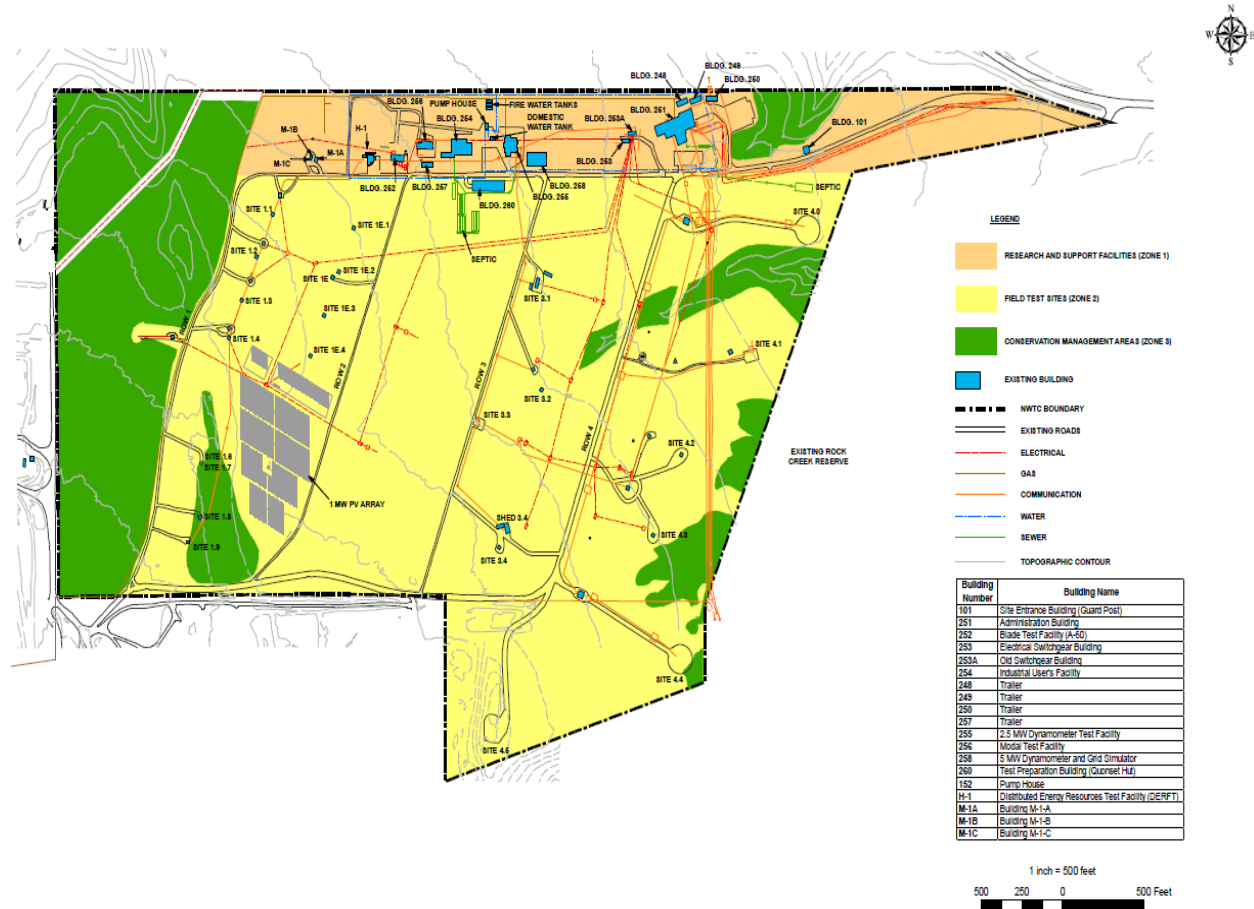 N
W E
S
BLDG. 249
BLDG. 248
BLDG. 250
BLDG. 256
PUMP HOUSE
FIRE WATER TANKS
BLDG. 254
DOMESTIC
WATER TANK
BLDG. 253A
BLDG. 251
BLDG. 101
M-1B
H-1
M-1A
M-1C
BLDG. 253
BLDG. 252
BLDG. 257
BLDG. 258
BLDG. 255
BLDG. 260
SEPTIC
SITE 1.1
SITE 4.0
SITE 1E.1
SITE 1.2
SEPTIC
SITE 1E.2
SITE 1E
SITE 1.3
SITE 3.1
SITE 1E.3
ROW 1
SITE 1.4
SITE 4.1
SITE 1E.4
ROW 2
ROW 3
SITE 3.2
SITE 3.3
ROW 4
SITE 4.2
SITE 1.6
SITE 1.7
EXISTING ROCK
CREEK RESERVE
1 MW PV ARRAY
SITE 1.8
SHED 3.4
SITE 4.3
SITE 1.9
SITE 3.4
SITE 4.4
SITE 4.5
LEGEND
RESEARCH AND SUPPORT FACILITIES (ZONE 1)
FIELD TEST SITES (ZONE 2)
CONSERVATION MANAGEMENT AREAS (ZONE 3)
EXISTING BUILDING
NWTC BOUNDARY
EXISTING ROADS
ELECTRICAL
GAS
COMMUNICATION
WATER
SEWER
TOPOGRAPHIC CONTOUR
Building Number Building Name
101 Site Entrance Building (Guard Post)
251 Administration Building
252 Blade Test Facility (A-60)
253 Electrical Switchgear Building
253A Old Switchgear Building
254 Industrial User's Facility
248 Trailer
249 Trailer
250 Trailer
257 Trailer
255 2.5 MW Dynamometer Test Facility
256 Modal Test Facility
258 5 MW Dynamometer and Grid Simulator
260 Test Preparation Building (Quonset Hut)
152 Pump House
H-1 Distributed Energy Resources Test Facility (DERFT)
M-1A Building M-1-A
M-1B Building M-1-B
M-1C Building M-1-C
1 inch = 500 feet
500 250 0 500 Feet